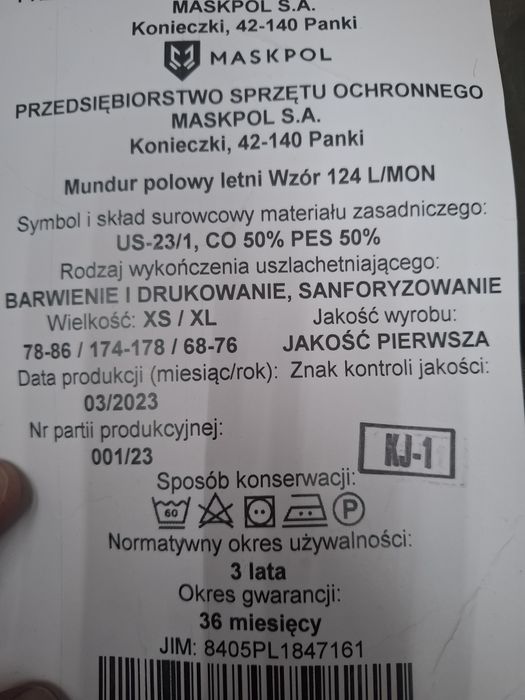 MASKPOL S.A.
Konieczki, 42-140 Panki
MASKPOL
PRZEDSIĘBIORSTWO SPRZĘTU OCHRONNEGO
MASKPOL S.A.
Konieczki, 42-140 Panki
Mundur polowy letni Wzór 124 L/MON
Symbol i skład surowcowy materiału zasadniczego:
US-23/1, CO 50% PES 50%
Rodzaj wykończenia uszlachetniającego:
BARWIENIE I DRUKOWANIE, SANFORYZOWANIE
Wielkość: XS / XL Jakość wyrobu:
78-86 / 174-178 / 68-76 JAKOŚĆ PIERWSZA
Data produkcji (miesiąc/rok): Znak kontroli jakości:
03/2023
Nr partii produkcyjnej:
001/23 KJ-1
Sposób konserwacji:
60 P
Normatywny okres używalności:
3 lata
Okres gwarancji:
36 miesięcy
JIM: 8405PL1847161